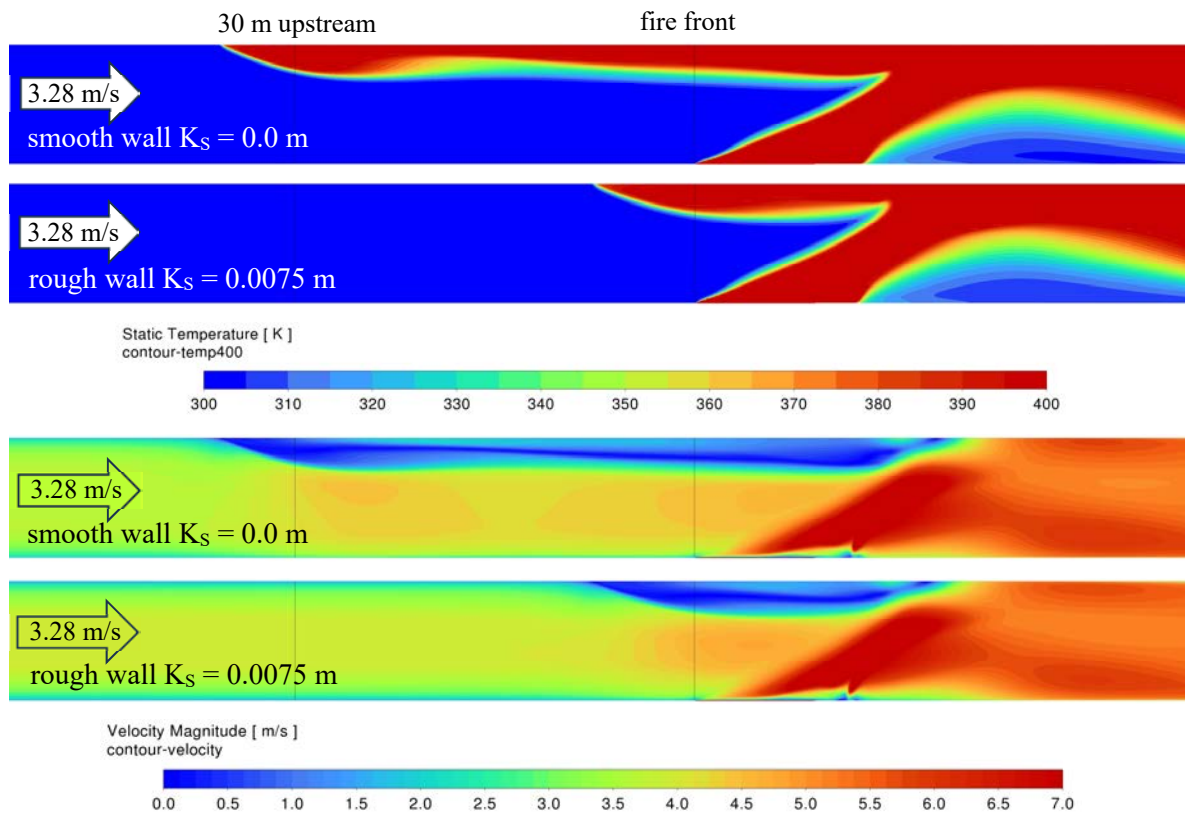 30 m upstream
fire front
3.28 m/s
smooth wall KS = 0.0 m
3.28 m/s
rough wall KS = 0.0075 m
Static Temperature [ K ]
contour-temp400
300 310 320 330 340 350 360 370 380 390 400
3.28 m/s
smooth wall KS = 0.0 m
3.28 m/s
rough wall KS = 0.0075 m
Velocity Magnitude [ m/s ]
contour-velocity
0.0 0.5 1.0 1.5 2.0 2.5 3.0 3.5 4.0 4.5 5.0 5.5 6.0 6.5 7.0